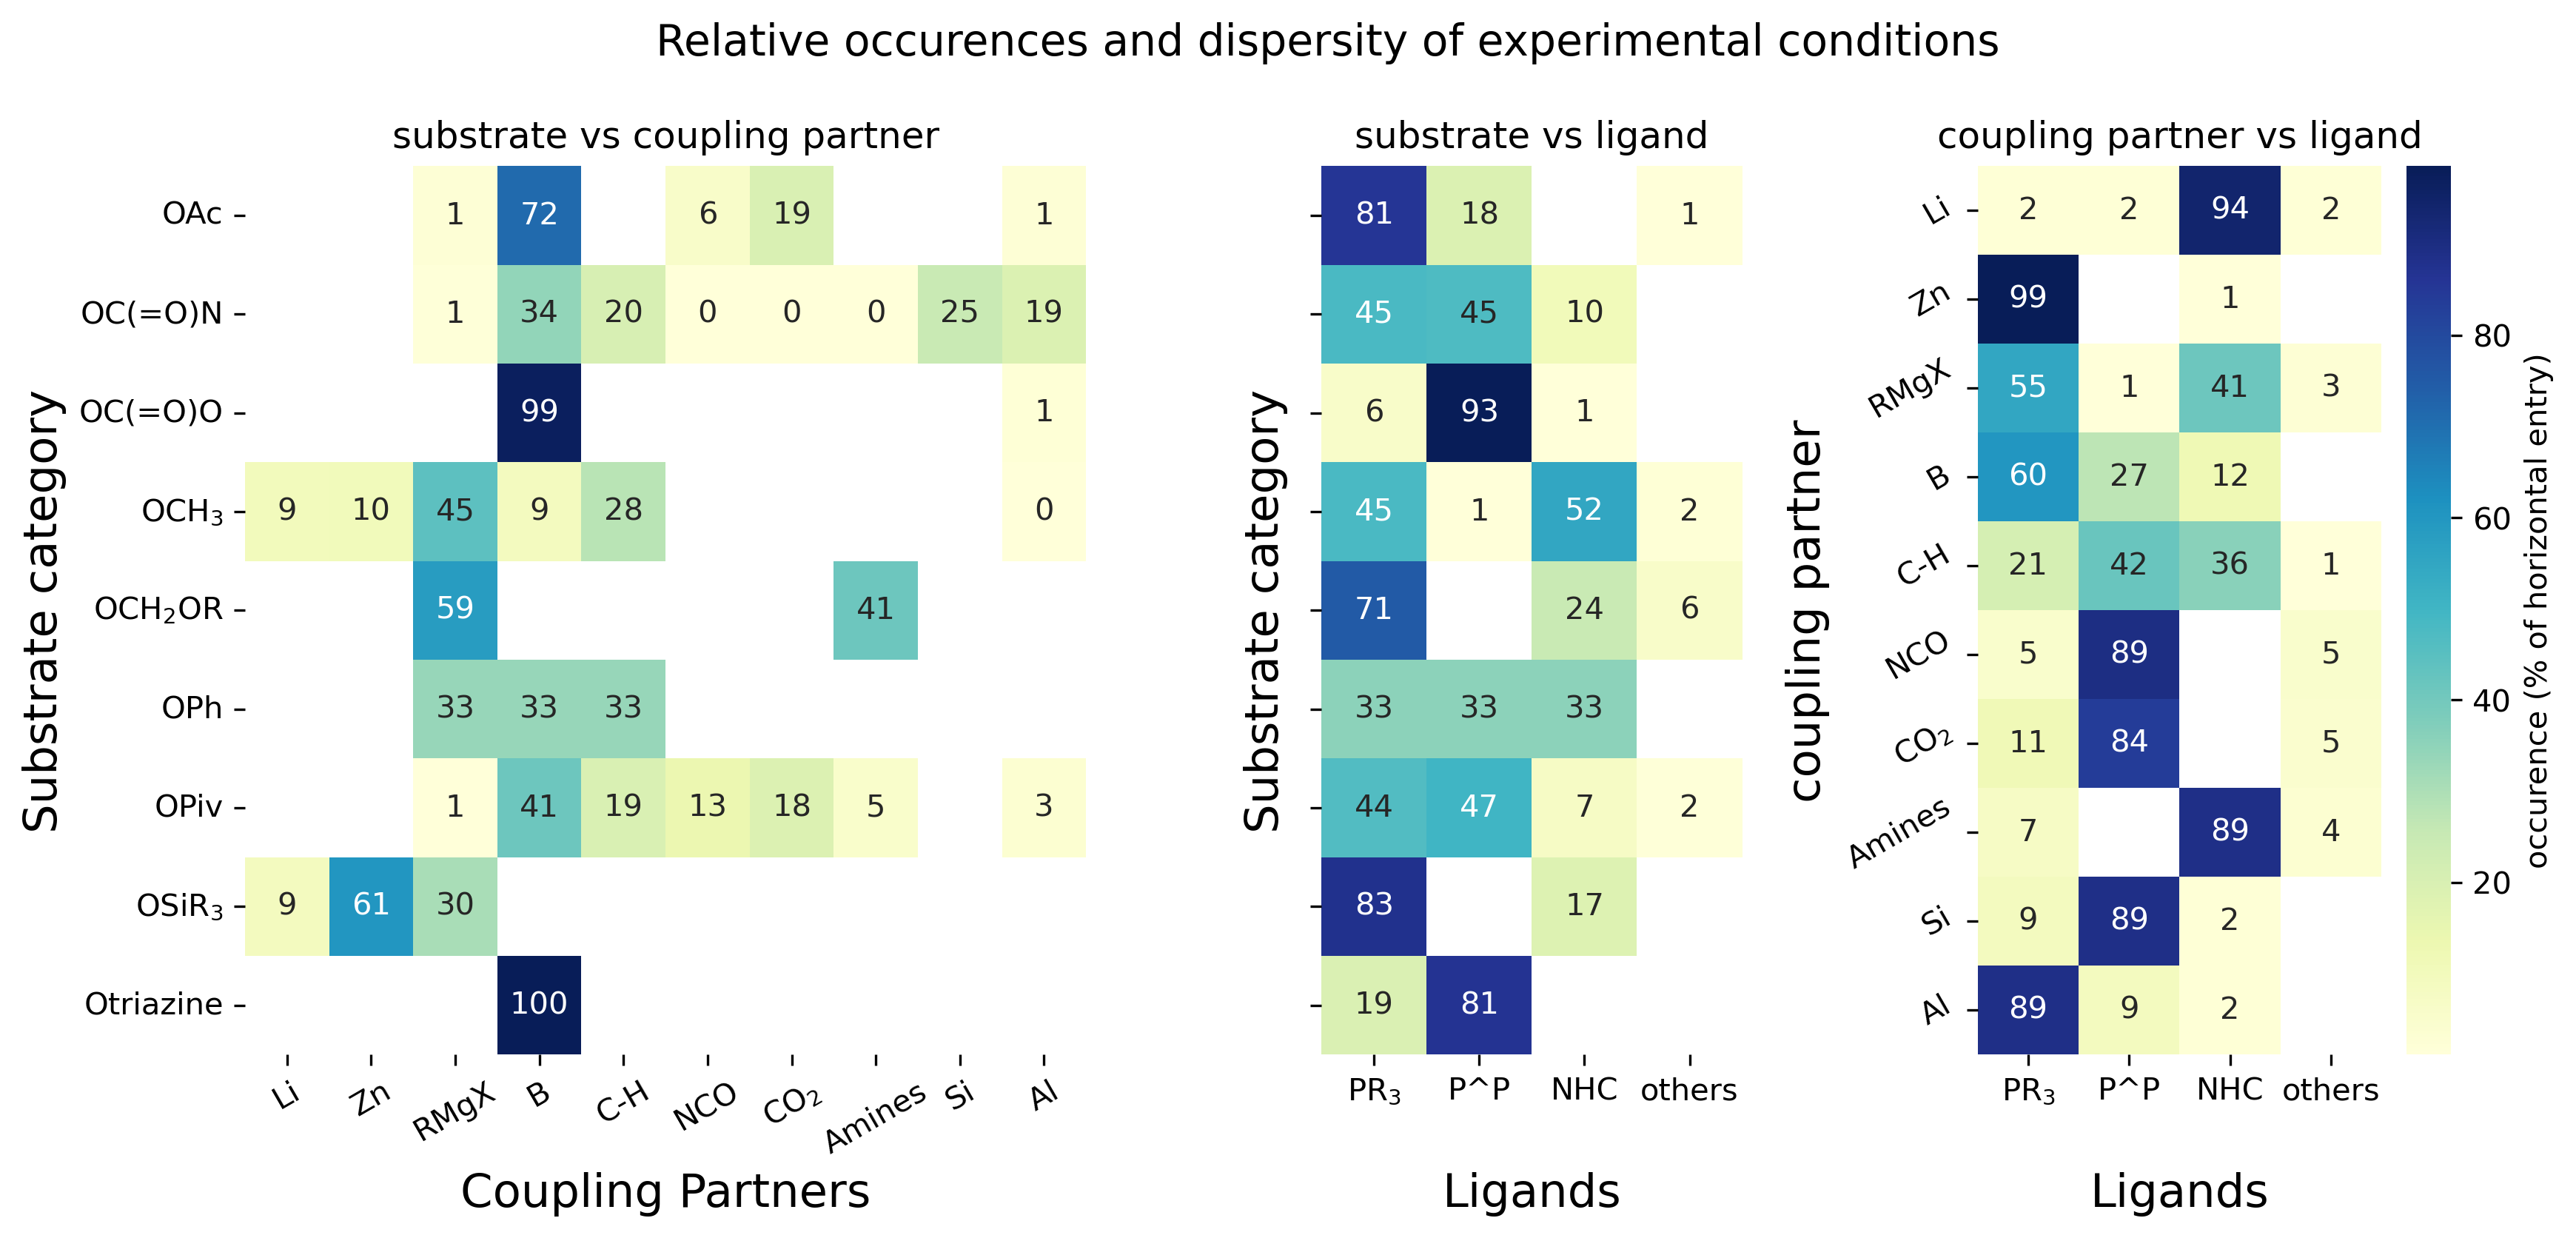 Relative occurences and dispersity of experimental conditions
substrate vs coupling partner
Substrate category
OAc 1 72 6 19 1
OC(=O)N 1 34 20 0 0 0 25 19
OC(=O)O 99 1
OCH₃ 9 10 45 9 28 0
OCH₂OR 59 41
OPh 33 33 33
OPiv 1 41 19 13 18 5 3
OSiR₃ 9 61 30
Otriazine 100
Li Zn RMgX B C-H NCO CO₂ Amines Si Al
Coupling Partners
substrate vs ligand
Substrate category
81 18 1
45 45 10
6 93 1
45 1 52 2
71 24 6
33 33 33
44 47 7 2
83 17
19 81
PR₃ P^P NHC others
Ligands
coupling partner vs ligand
coupling partner
Li 2 2 94 2
Zn 99 1
RMgX 55 1 41 3
B 60 27 12
C-H 21 42 36 1
NCO 5 89 5
CO₂ 11 84 5
Amines 7 89 4
Si 9 89 2
Al 89 9 2
PR₃ P^P NHC others
Ligands
80
60
40
20
occurence (% of horizontal entry)